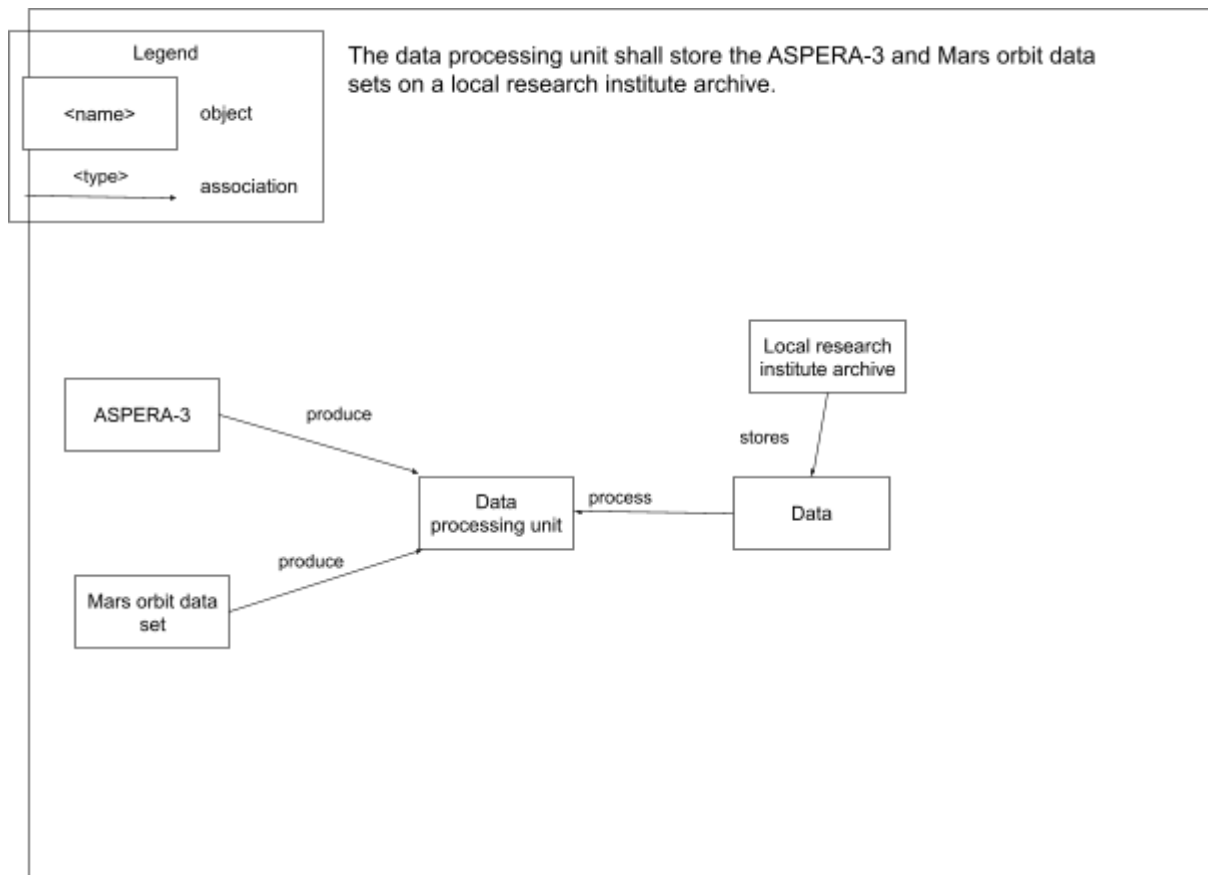 Legend
<name>
object
<type>
association
The data processing unit shall store the ASPERA-3 and Mars orbit data
sets on a local research institute archive.
Local research
institute archive
ASPERA-3
produce
stores
Data
processing unit
process
Data
produce
Mars orbit data
set